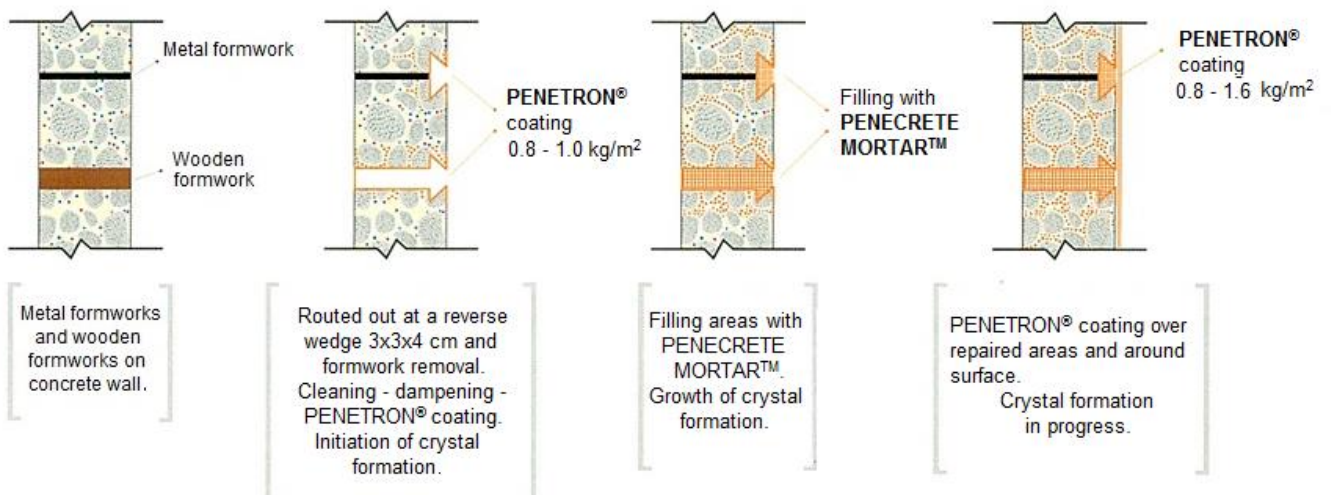 Metal formwork
Wooden
formwork
PENETRON®
coating
0.8 - 1.0 kg/m²
Filling with
PENECRETE
MORTAR™
PENETRON®
coating
0.8 - 1.6 kg/m²
Metal formworks
and wooden
formworks on
concrete wall.
Routed out at a reverse
wedge 3x3x4 cm and
formwork removal.
Cleaning - dampening -
PENETRON® coating.
Initiation of crystal
formation.
Filling areas with
PENECRETE
MORTAR™.
Growth of crystal
formation.
PENETRON® coating over
repaired areas and around
surface.
Crystal formation
in progress.